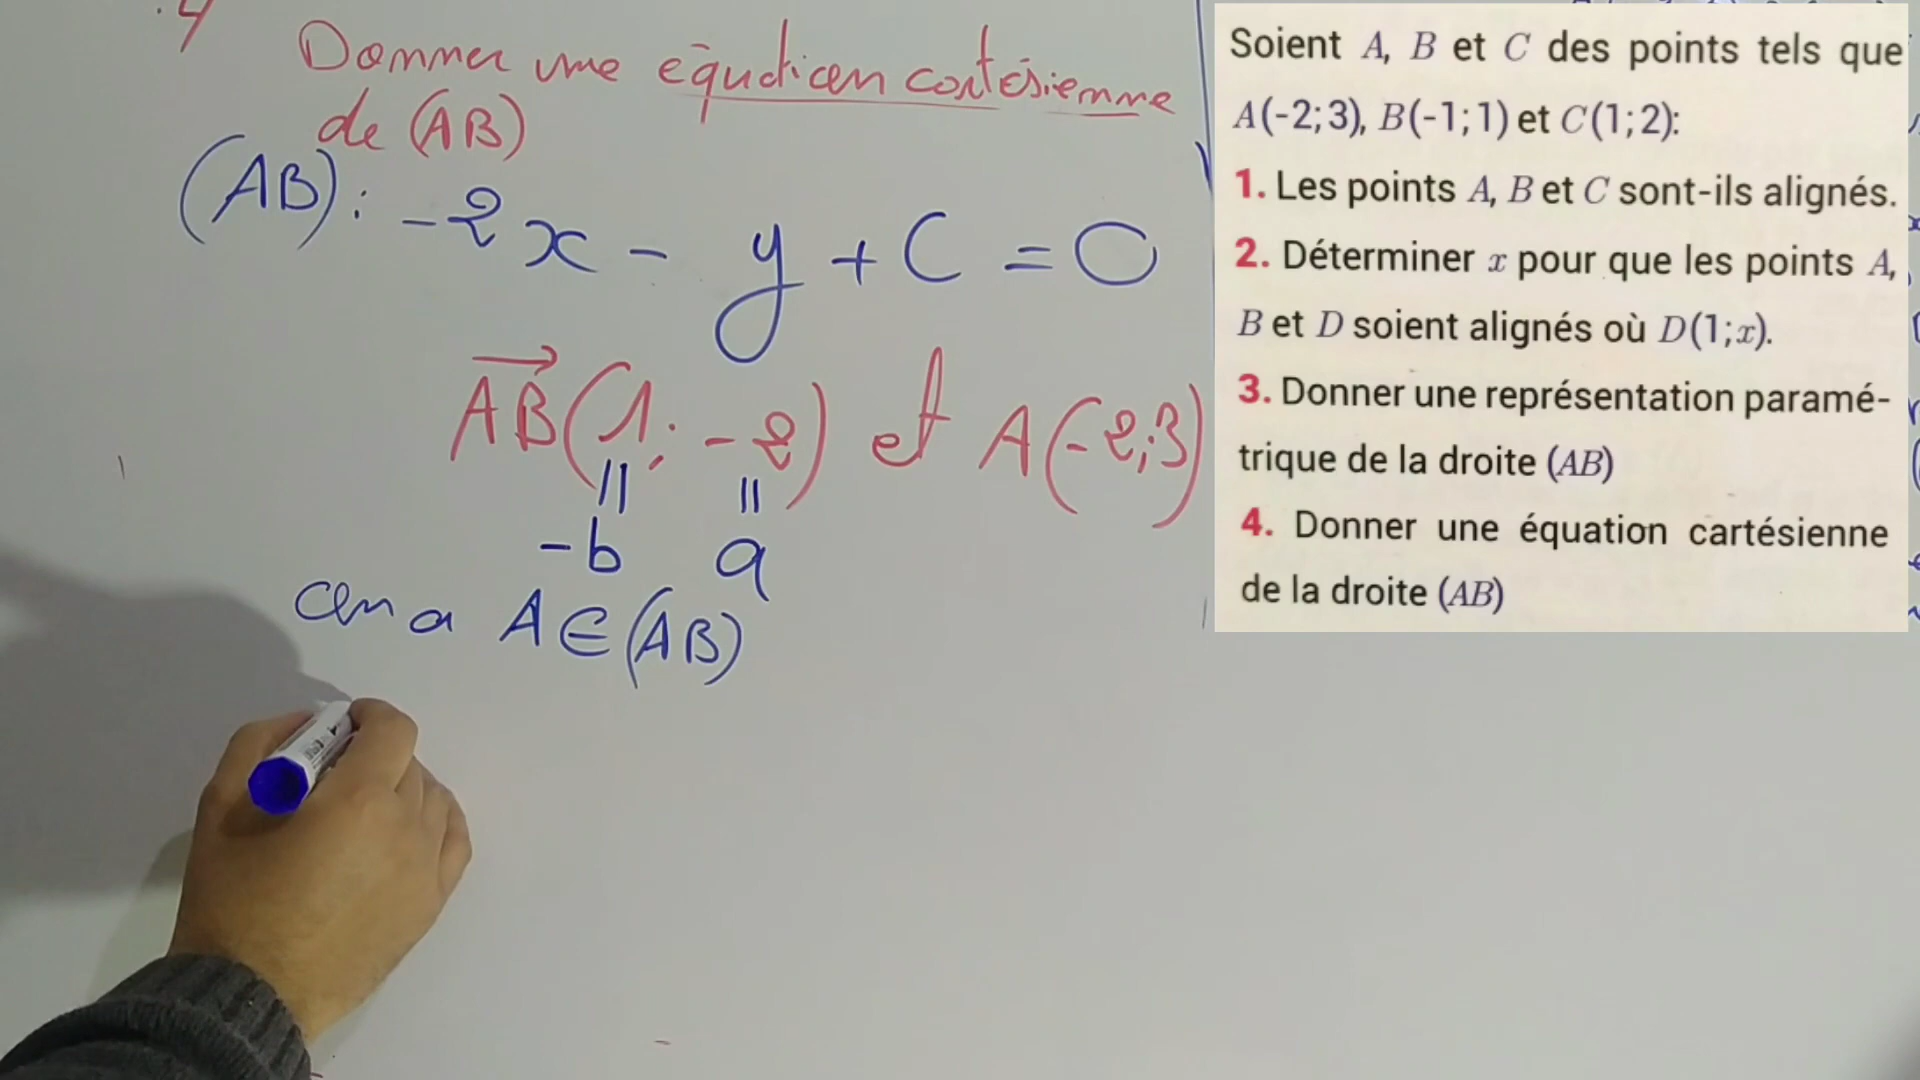 .4
Donner une équation cartésienne
de (AB)
(AB): -2x - y + C = 0
AB(1; -2) et A(-2;3)
= =
-b a
on a A∈(AB)
Soient A, B et C des points tels que
A(-2;3), B(-1;1) et C(1;2):
1. Les points A, B et C sont-ils alignés.
2. Déterminer x pour que les points A,
B et D soient alignés où D(1;x).
3. Donner une représentation paramé-
trique de la droite (AB)
4. Donner une équation cartésienne
de la droite (AB)